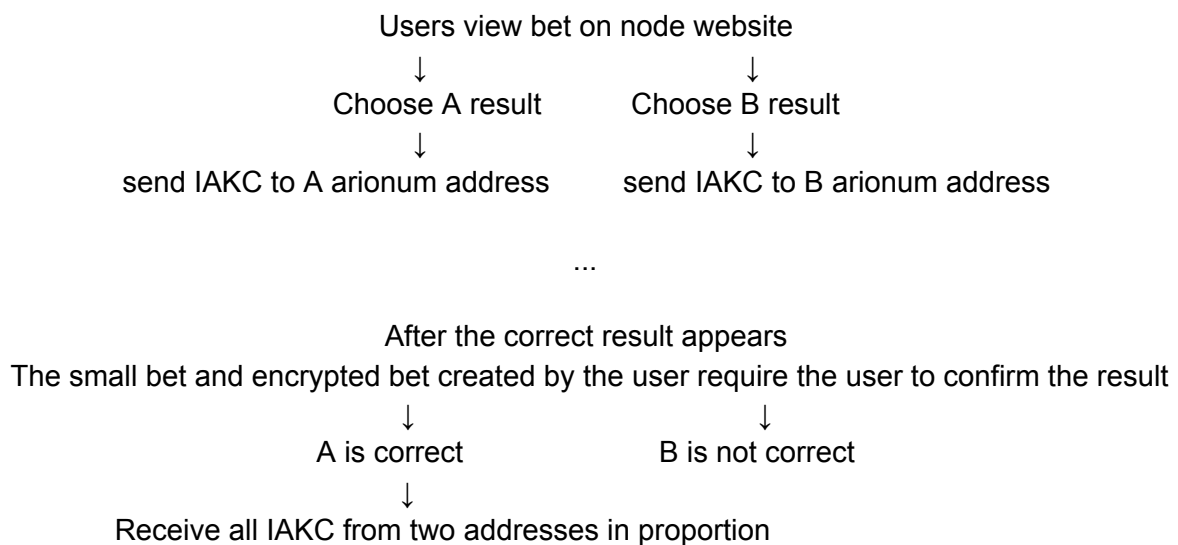 Users view bet on node website
↓ ↓
Choose A result Choose B result
↓ ↓
send IAKC to A arionum address send IAKC to B arionum address
...
After the correct result appears
The small bet and encrypted bet created by the user require the user to confirm the result
↓ ↓
A is correct B is not correct
↓
Receive all IAKC from two addresses in proportion